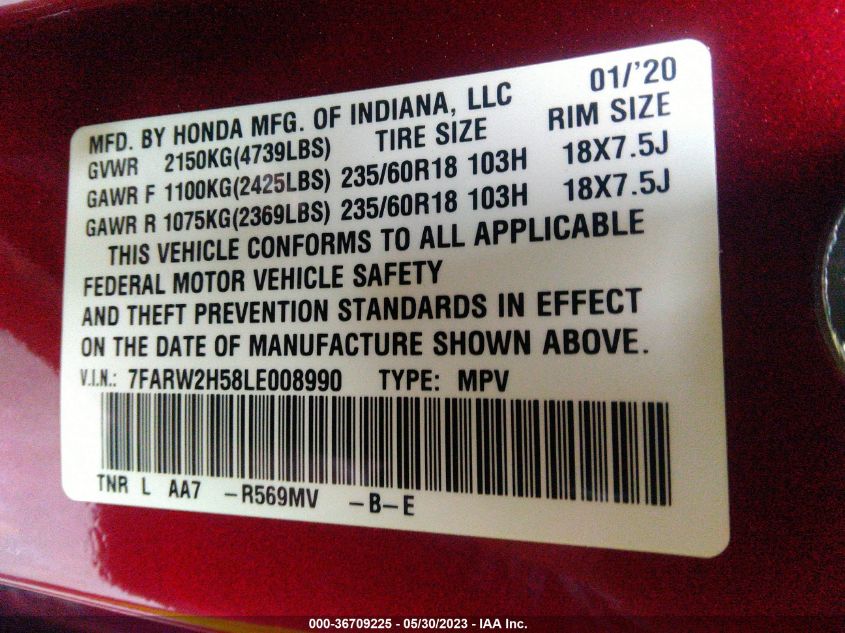 MFD. BY HONDA MFG. OF INDIANA, LLC 01/'20
GVWR 2150KG(4739LBS) TIRE SIZE RIM SIZE
GAWR F 1100KG(2425LBS) 235/60R18 103H 18X7.5J
GAWR R 1075KG(2369LBS) 235/60R18 103H 18X7.5J
THIS VEHICLE CONFORMS TO ALL APPLICABLE
FEDERAL MOTOR VEHICLE SAFETY
AND THEFT PREVENTION STANDARDS IN EFFECT
ON THE DATE OF MANUFACTURE SHOWN ABOVE.
V.I.N.: 7FARW2H58LE008990 TYPE: MPV
TNR L AA7 -R569MV -B-E
000-36709225 - 05/30/2023 - IAA Inc.